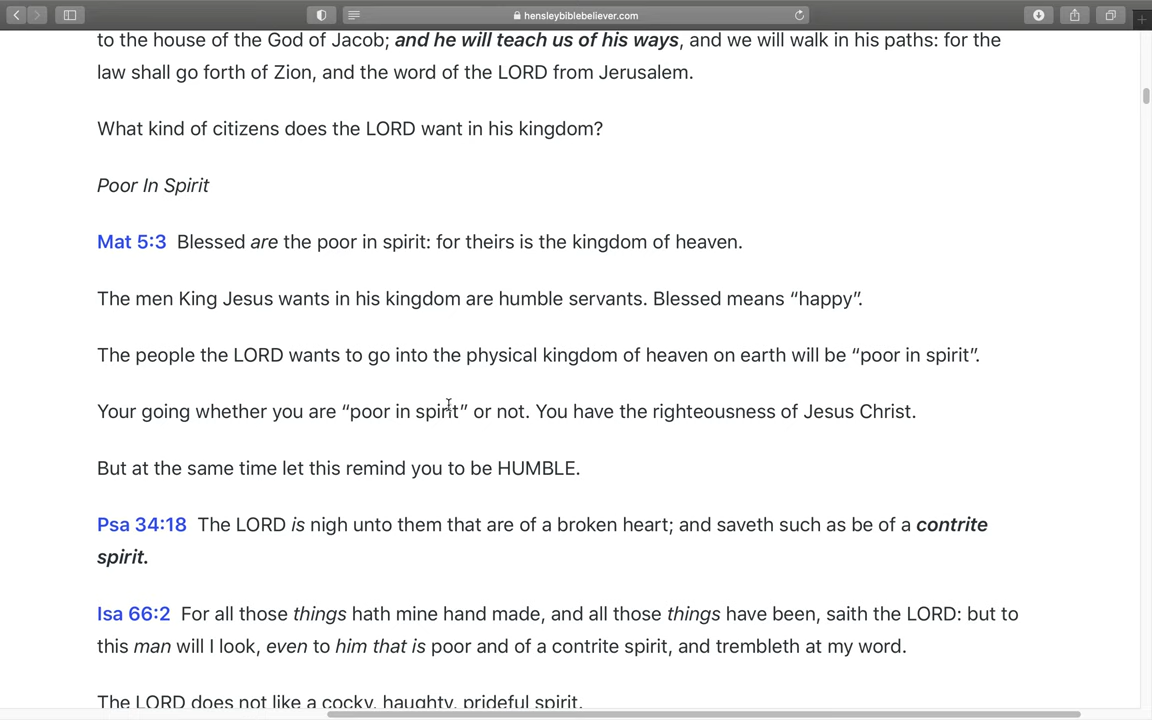 hensleybiblebeliever.com
to the house of the God of Jacob; and he will teach us of his ways, and we will walk in his paths: for the
law shall go forth of Zion, and the word of the LORD from Jerusalem.
What kind of citizens does the LORD want in his kingdom?
Poor In Spirit
Mat 5:3 Blessed are the poor in spirit: for theirs is the kingdom of heaven.
The men King Jesus wants in his kingdom are humble servants. Blessed means “happy”.
The people the LORD wants to go into the physical kingdom of heaven on earth will be “poor in spirit”.
Your going whether you are “poor in spirit” or not. You have the righteousness of Jesus Christ.
But at the same time let this remind you to be HUMBLE.
Psa 34:18 The LORD is nigh unto them that are of a broken heart; and saveth such as be of a contrite
spirit.
Isa 66:2 For all those things hath mine hand made, and all those things have been, saith the LORD: but to
this man will I look, even to him that is poor and of a contrite spirit, and trembleth at my word.
The LORD does not like a cocky, haughty, prideful spirit.